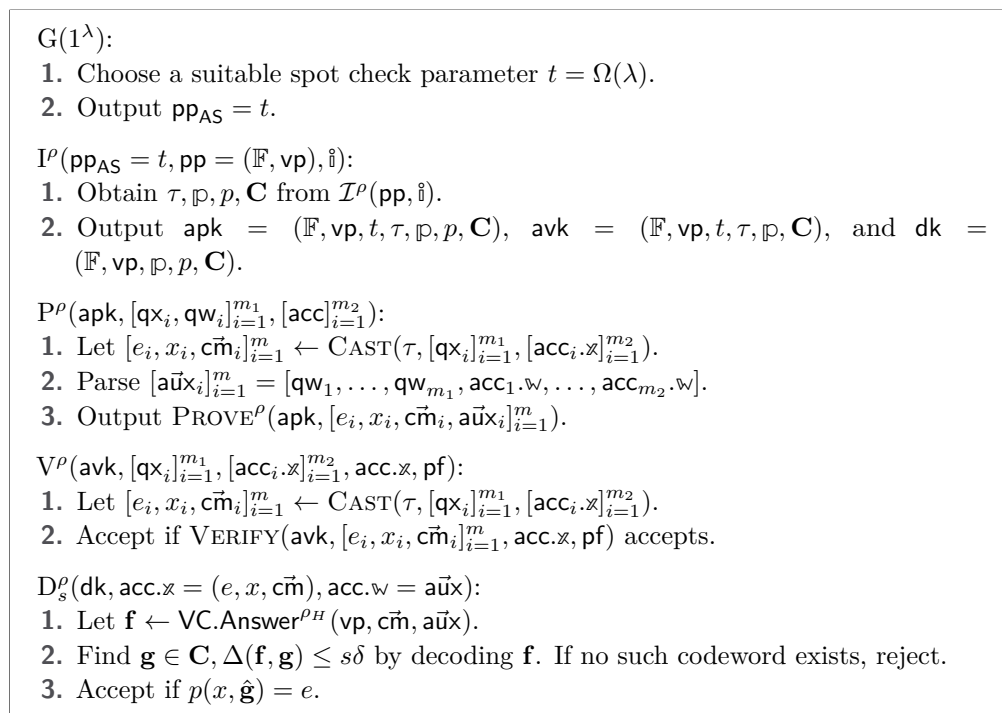 G(1^λ):
1. Choose a suitable spot check parameter t = Ω(λ).
2. Output pp_AS = t.
I^ρ(pp_AS = t, pp = (𝔽, vp), 𝕚):
1. Obtain τ, 𝕡, p, C from ℐ^ρ(pp, 𝕚).
2. Output apk = (𝔽, vp, t, τ, 𝕡, p, C), avk = (𝔽, vp, t, τ, 𝕡, C), and dk =
(𝔽, vp, 𝕡, p, C).
P^ρ(apk, [qx_i, qw_i]_{i=1}^{m_1}, [acc]_{i=1}^{m_2}):
1. Let [e_i, x_i, c⃗m_i]_{i=1}^m ← CAST(τ, [qx_i]_{i=1}^{m_1}, [acc_i.𝕩]_{i=1}^{m_2}).
2. Parse [au⃗x_i]_{i=1}^m = [qw_1, . . . , qw_{m_1}, acc_1.𝕨, . . . , acc_{m_2}.𝕨].
3. Output PROVE^ρ(apk, [e_i, x_i, c⃗m_i, au⃗x_i]_{i=1}^m).
V^ρ(avk, [qx_i]_{i=1}^{m_1}, [acc_i.𝕩]_{i=1}^{m_2}, acc.𝕩, pf):
1. Let [e_i, x_i, c⃗m_i]_{i=1}^m ← CAST(τ, [qx_i]_{i=1}^{m_1}, [acc_i.𝕩]_{i=1}^{m_2}).
2. Accept if VERIFY(avk, [e_i, x_i, c⃗m_i]_{i=1}^m, acc.𝕩, pf) accepts.
D_s^ρ(dk, acc.𝕩 = (e, x, c⃗m), acc.𝕨 = au⃗x):
1. Let f ← VC.Answer^{ρ_H}(vp, c⃗m, au⃗x).
2. Find g ∈ C, Δ(f, g) ≤ sδ by decoding f. If no such codeword exists, reject.
3. Accept if p(x, ĝ) = e.